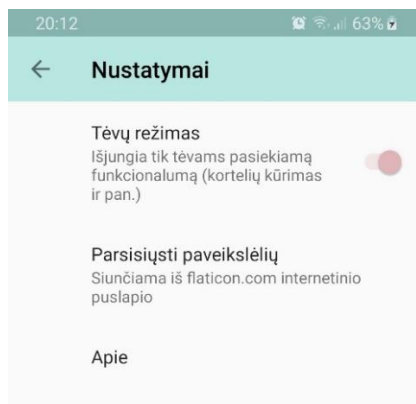 20:12 63%
Nustatymai
Tėvų režimas
Išjungia tik tėvams pasiekiamą
funkcionalumą (kortelių kūrimas
ir pan.)
Parsisiųsti paveikslėlių
Siunčiama iš flaticon.com internetinio
puslapio
Apie